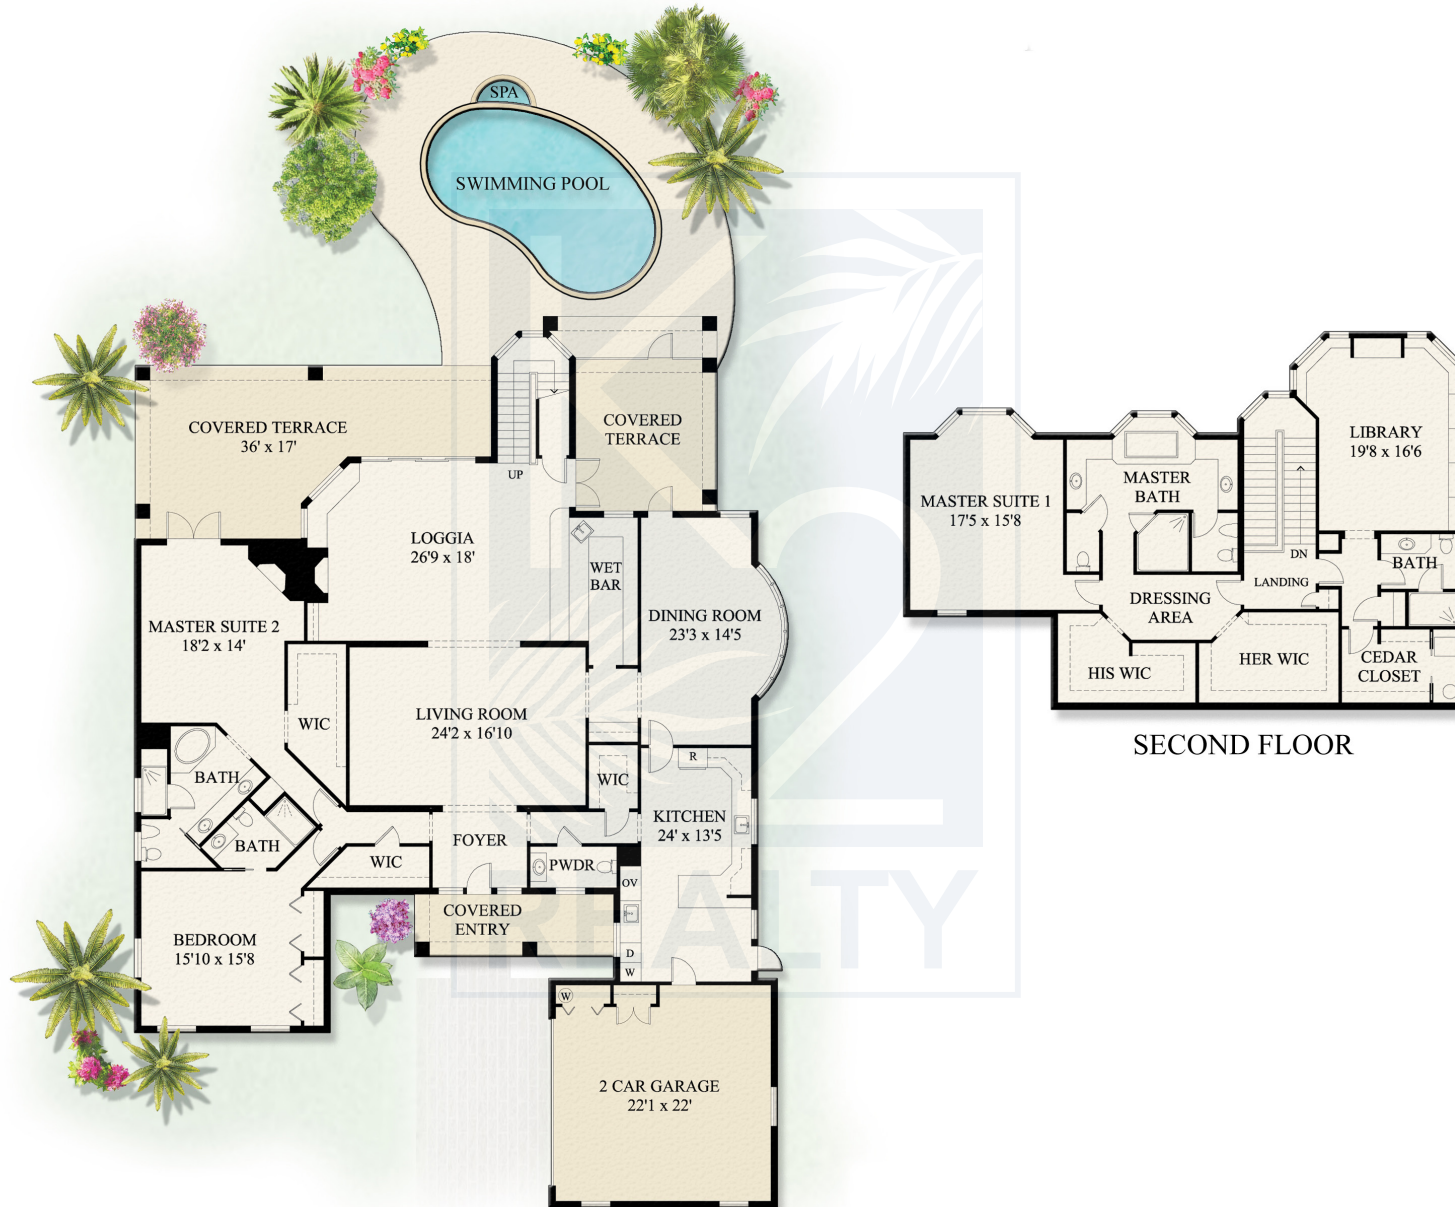 SPA
SWIMMING POOL
COVERED TERRACE
36' x 17'
COVERED
TERRACE
UP
LOGGIA
26'9 x 18'
WET
BAR
DINING ROOM
23'3 x 14'5
MASTER SUITE 2
18'2 x 14'
WIC
LIVING ROOM
24'2 x 16'10
BATH
WIC
R
KITCHEN
24' x 13'5
BATH
WIC
FOYER
PWDR
OV
COVERED
ENTRY
BEDROOM
15'10 x 15'8
D
W
W
2 CAR GARAGE
22'1 x 22'
LIBRARY
19'8 x 16'6
MASTER SUITE 1
17'5 x 15'8
MASTER
BATH
DN
LANDING
BATH
DRESSING
AREA
HIS WIC
HER WIC
CEDAR
CLOSET
SECOND FLOOR
K2
REALTY